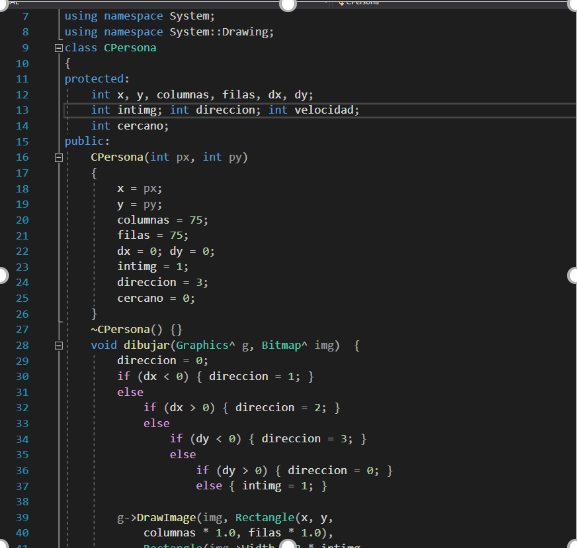 7 using namespace System;
8 using namespace System::Drawing;
9 class CPersona
10 {
11 protected:
12 int x, y, columnas, filas, dx, dy;
13 int intimg; int direccion; int velocidad;
14 int cercano;
15 public:
16 CPersona(int px, int py)
17 {
18 x = px;
19 y = py;
20 columnas = 75;
21 filas = 75;
22 dx = 0; dy = 0;
23 intimg = 1;
24 direccion = 3;
25 cercano = 0;
26 }
27 ~CPersona() {}
28 void dibujar(Graphics^ g, Bitmap^ img) {
29 direccion = 0;
30 if (dx < 0) { direccion = 1; }
31 else
32 if (dx > 0) { direccion = 2; }
33 else
34 if (dy < 0) { direccion = 3; }
35 else
36 if (dy > 0) { direccion = 0; }
37 else { intimg = 1; }
38
39 g->DrawImage(img, Rectangle(x, y,
40 columnas * 1.0, filas * 1.0),